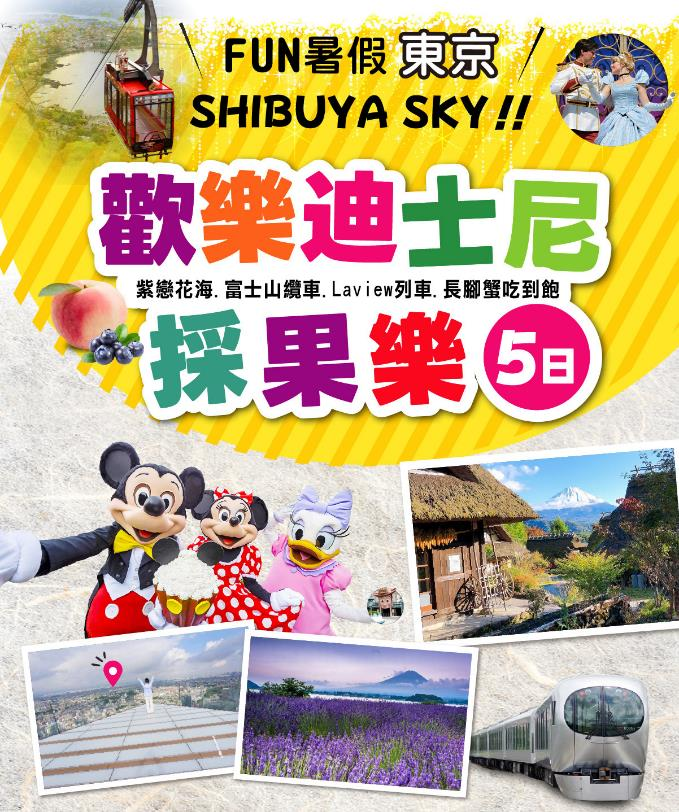 FUN暑假 東京
SHIBUYA SKY!!
歡樂迪士尼
紫戀花海.富士山纜車.Laview列車.長腳蟹吃到飽
採果樂 5日